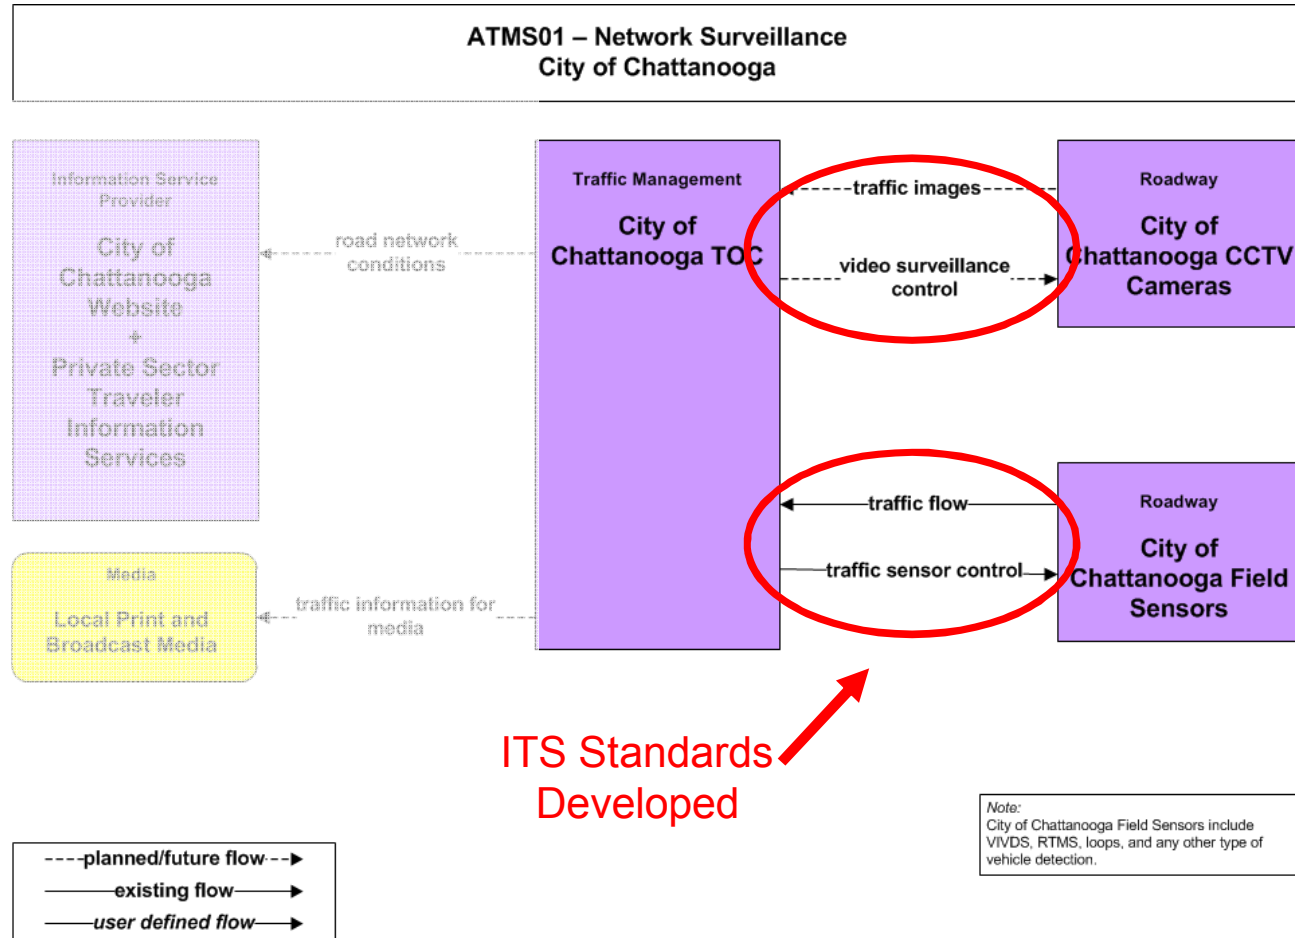 ATMS01 – Network Surveillance
City of Chattanooga
Information Service
Provider
City of
Chattanooga
Website
+
Private Sector
Traveler
Information
Services
road network
conditions
Traffic Management
City of
Chattanooga TOC
traffic images
video surveillance
control
Roadway
City of
Chattanooga CCTV
Cameras
Media
Local Print and
Broadcast Media
traffic information for
media
traffic flow
traffic sensor control
Roadway
City of
Chattanooga Field
Sensors
ITS Standards
Developed
Note:
City of Chattanooga Field Sensors include
VIVDS, RTMS, loops, and any other type of
vehicle detection.
planned/future flow
existing flow
user defined flow